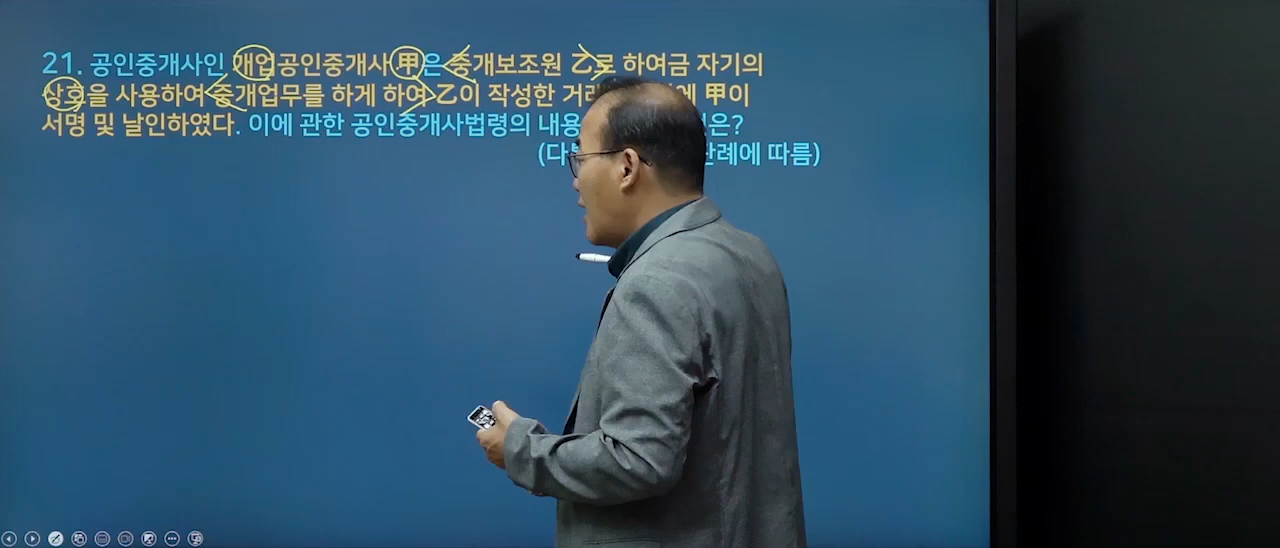 21. 공인중개사인 개업공인중개사 甲은 중개보조원 乙로 하여금 자기의
상호을 사용하여 중개업무를 하게 하여 乙이 작성한 甲이
서명 및 날인하였다. 이에 관한 공인중개사법령의 내용
판례에 따름)